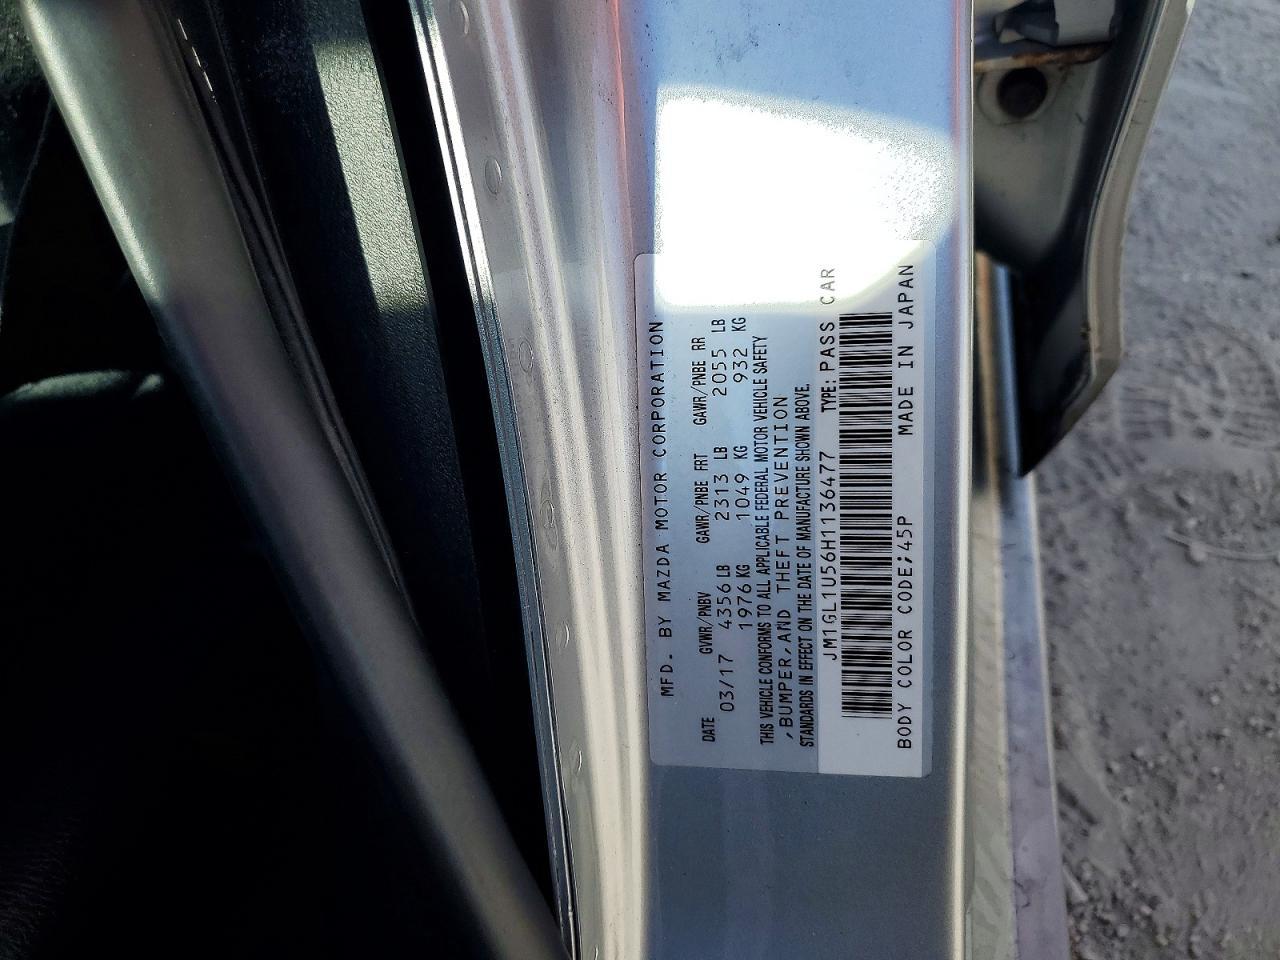 MFD. BY MAZDA MOTOR CORPORATION
DATE GVWR/PNBV GAWR/PNBE FRT GAWR/PNBE RR
03/17 4356 LB 2313 LB 2055 LB
1976 KG 1049 KG 932 KG
THIS VEHICLE CONFORMS TO ALL APPLICABLE FEDERAL MOTOR VEHICLE SAFETY
,BUMPER,AND THEFT PREVENTION
STANDARDS IN EFFECT ON THE DATE OF MANUFACTURE SHOWN ABOVE.
JM1GL1U56H1136477 TYPE: PASS CAR
BODY COLOR CODE;45P MADE IN JAPAN